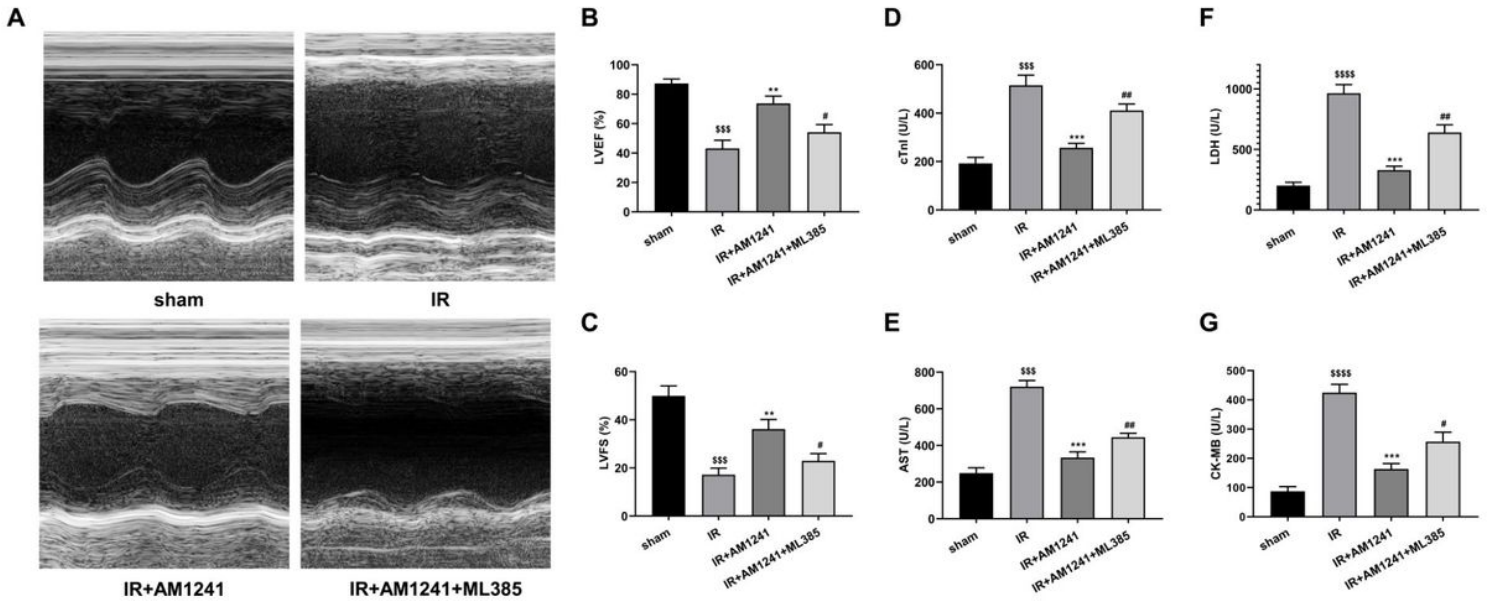 A
sham
IR
IR+AM1241
IR+AM1241+ML385
B
LVEF (%)
100
80
60
40
20
0
$$$
**
#
sham
IR
IR+AM1241
IR+AM1241+ML385
C
LVFS (%)
60
40
20
0
$$$
**
#
sham
IR
IR+AM1241
IR+AM1241+ML385
D
cTnI (U/L)
600
400
200
0
$$$
***
##
sham
IR
IR+AM1241
IR+AM1241+ML385
E
AST (U/L)
800
600
400
200
0
$$$
***
##
sham
IR
IR+AM1241
IR+AM1241+ML385
F
LDH (U/L)
1000
500
0
$$$$
***
##
sham
IR
IR+AM1241
IR+AM1241+ML385
G
CK-MB (U/L)
500
400
300
200
100
0
$$$$
***
#
sham
IR
IR+AM1241
IR+AM1241+ML385